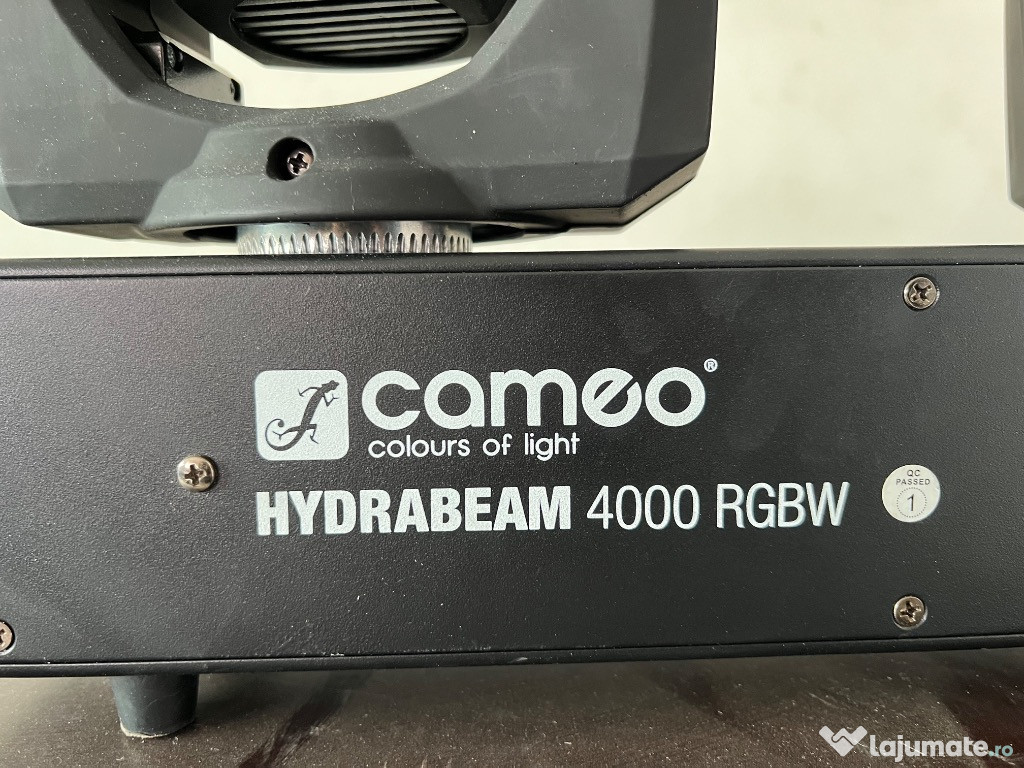 cameo®
colours of light
HYDRABEAM 4000 RGBW
QC
PASSED
1
Lajumate.ro